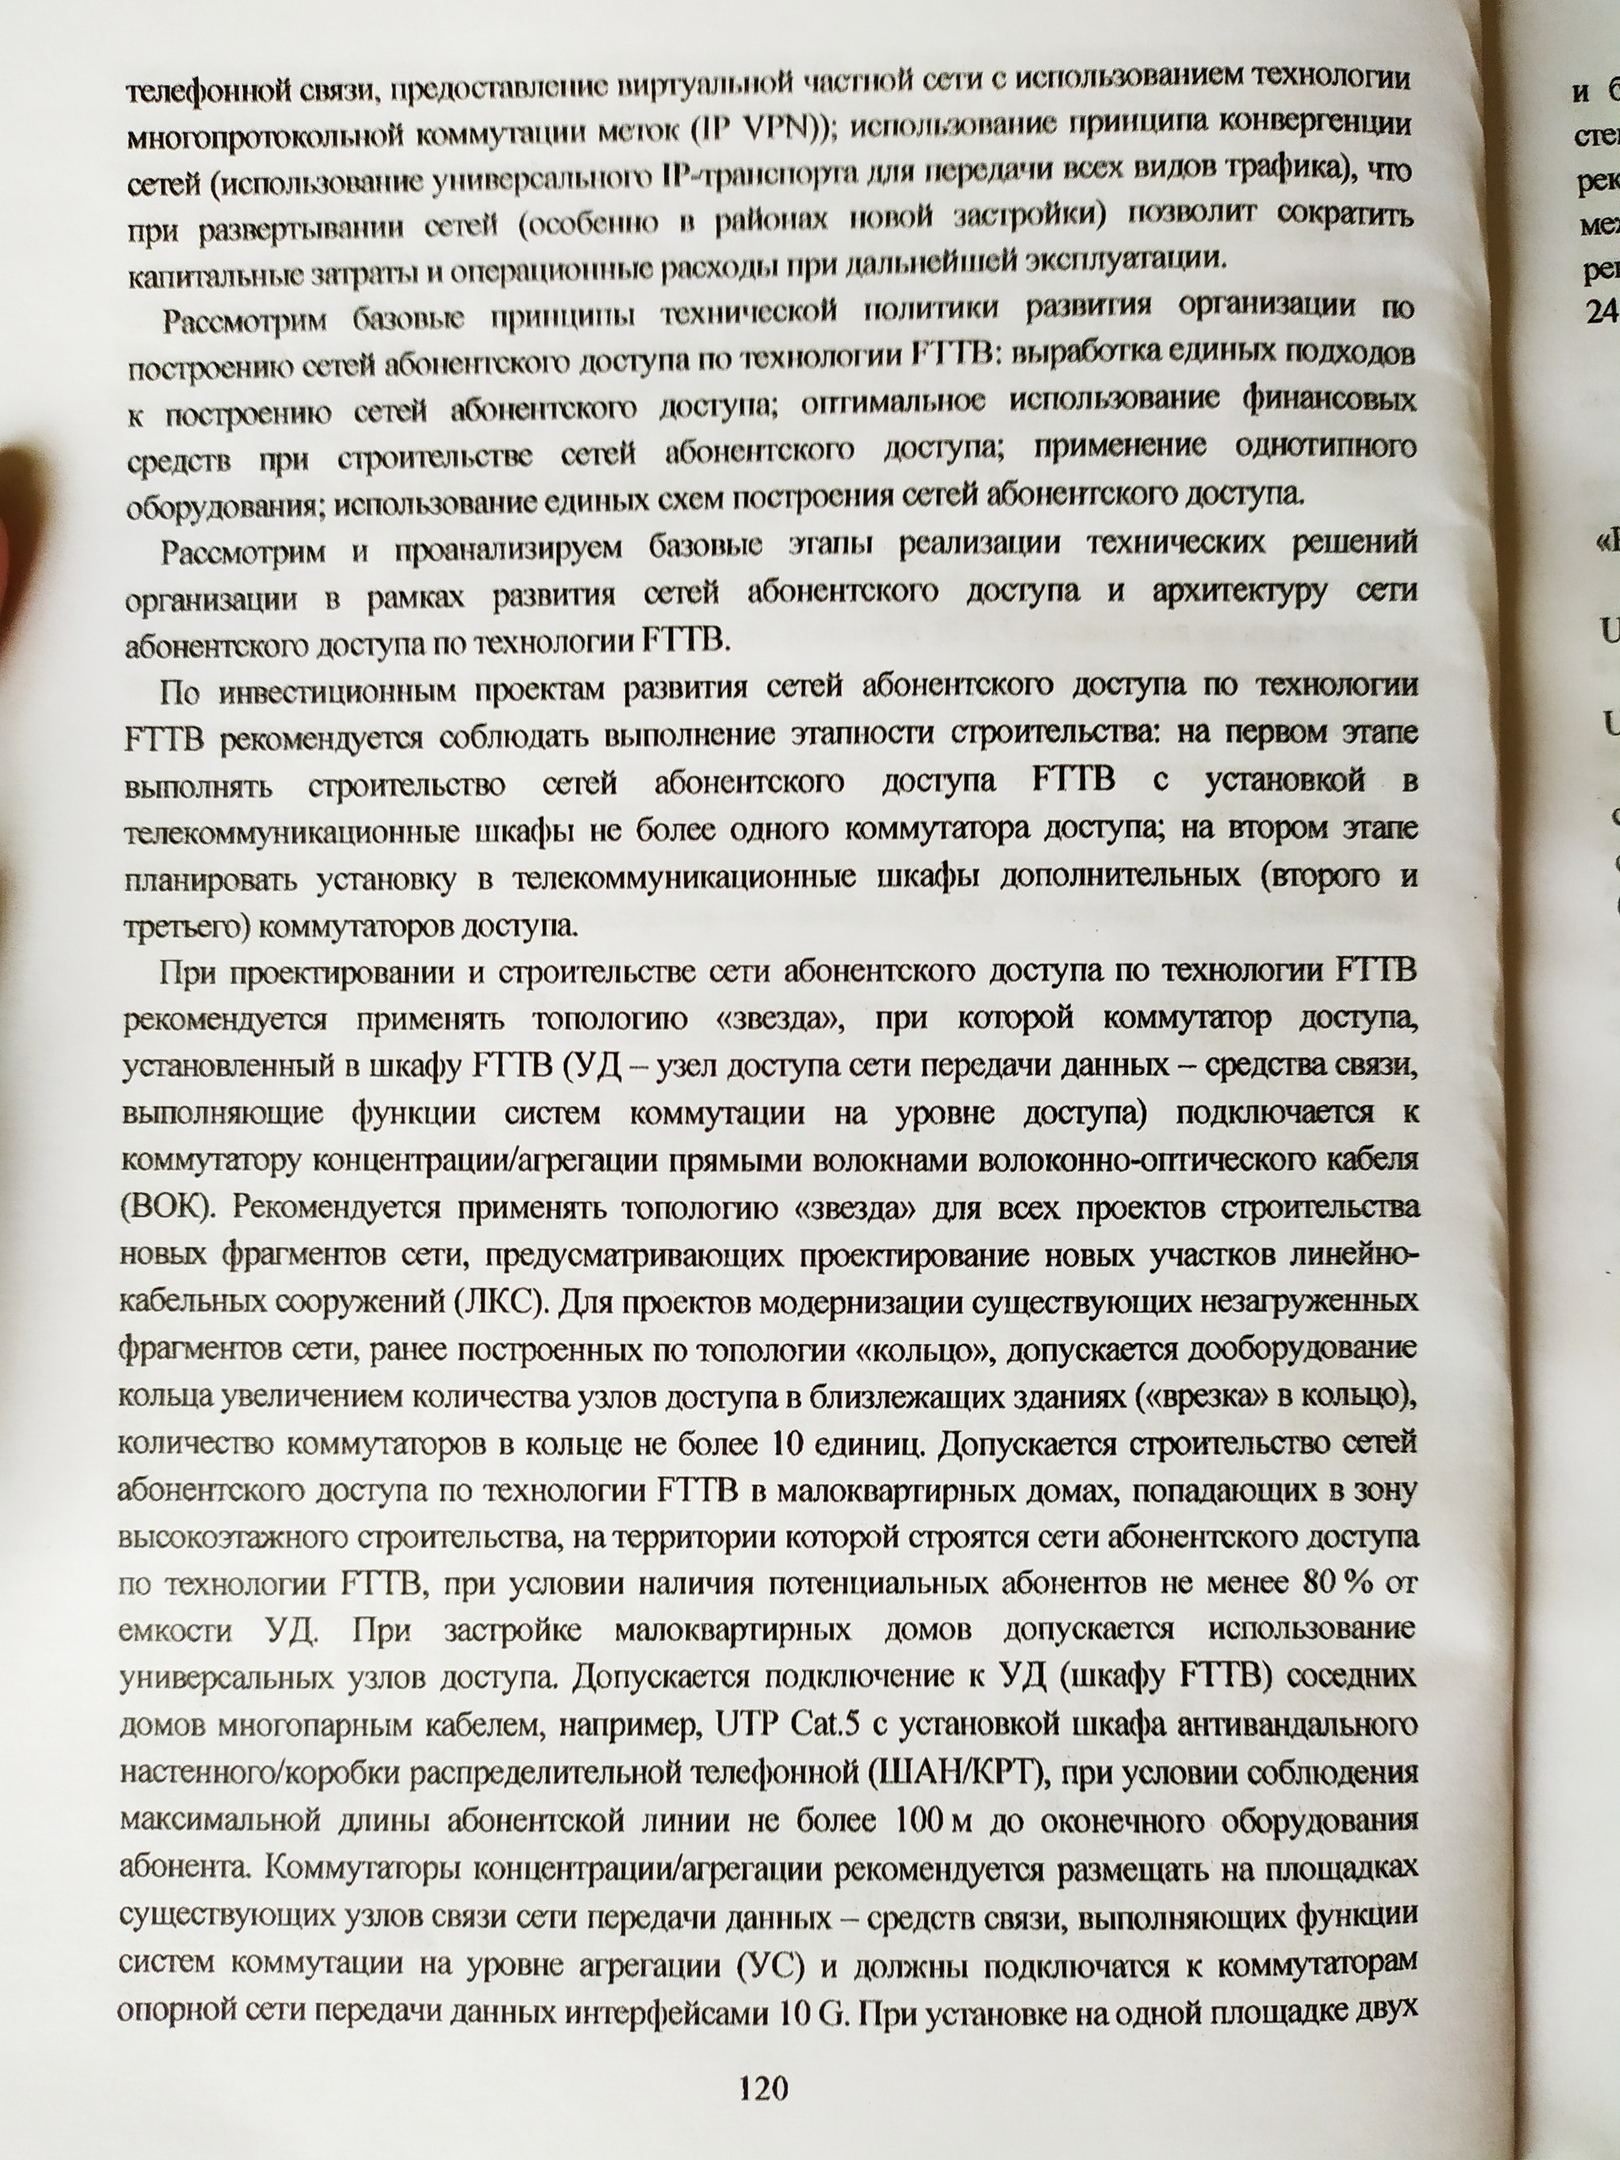 телефонной связи, предоставление виртуальной частной сети с использованием технологии
многопротокольной коммутации меток (IP VPN)); использование принципа конвергенции
сетей (использование универсального IP-транспорта для передачи всех видов трафика), что
при развертывании сетей (особенно в районах новой застройки) позволит сократить
капитальные затраты и операционные расходы при дальнейшей эксплуатации.
Рассмотрим базовые принципы технической политики развития организации по
построению сетей абонентского доступа по технологии FTTB: выработка единых подходов
к построению сетей абонентского доступа; оптимальное использование финансовых
средств при строительстве сетей абонентского доступа; применение однотипного
оборудования; использование единых схем построения сетей абонентского доступа.
Рассмотрим и проанализируем базовые этапы реализации технических решений
организации в рамках развития сетей абонентского доступа и архитектуру сети
абонентского доступа по технологии FTTB.
По инвестиционным проектам развития сетей абонентского доступа по технологии
FTTB рекомендуется соблюдать выполнение этапности строительства: на первом этапе
выполнять строительство сетей абонентского доступа FTTB с установкой в
телекоммуникационные шкафы не более одного коммутатора доступа; на втором этапе
планировать установку в телекоммуникационные шкафы дополнительных (второго и
третьего) коммутаторов доступа.
При проектировании и строительстве сети абонентского доступа по технологии FTTB
рекомендуется применять топологию «звезда», при которой коммутатор доступа,
установленный в шкафу FTTB (УД – узел доступа сети передачи данных – средства связи,
выполняющие функции систем коммутации на уровне доступа) подключается к
коммутатору концентрации/агрегации прямыми волокнами волоконно-оптического кабеля
(ВОК). Рекомендуется применять топологию «звезда» для всех проектов строительства
новых фрагментов сети, предусматривающих проектирование новых участков линейно-
кабельных сооружений (ЛКС). Для проектов модернизации существующих незагруженных
фрагментов сети, ранее построенных по топологии «кольцо», допускается дооборудование
кольца увеличением количества узлов доступа в близлежащих зданиях («врезка» в кольцо),
количество коммутаторов в кольце не более 10 единиц. Допускается строительство сетей
абонентского доступа по технологии FTTB в малоквартирных домах, попадающих в зону
высокоэтажного строительства, на территории которой строятся сети абонентского доступа
по технологии FTTB, при условии наличия потенциальных абонентов не менее 80 % от
емкости УД. При застройке малоквартирных домов допускается использование
универсальных узлов доступа. Допускается подключение к УД (шкафу FTTB) соседних
домов многопарным кабелем, например, UTP Cat.5 с установкой шкафа антивандального
настенного/коробки распределительной телефонной (ШАН/КРТ), при условии соблюдения
максимальной длины абонентской линии не более 100 м до оконечного оборудования
абонента. Коммутаторы концентрации/агрегации рекомендуется размещать на площадках
существующих узлов связи сети передачи данных – средств связи, выполняющих функции
систем коммутации на уровне агрегации (УС) и должны подключатся к коммутаторам
опорной сети передачи данных интерфейсами 10 G. При установке на одной площадке двух
120